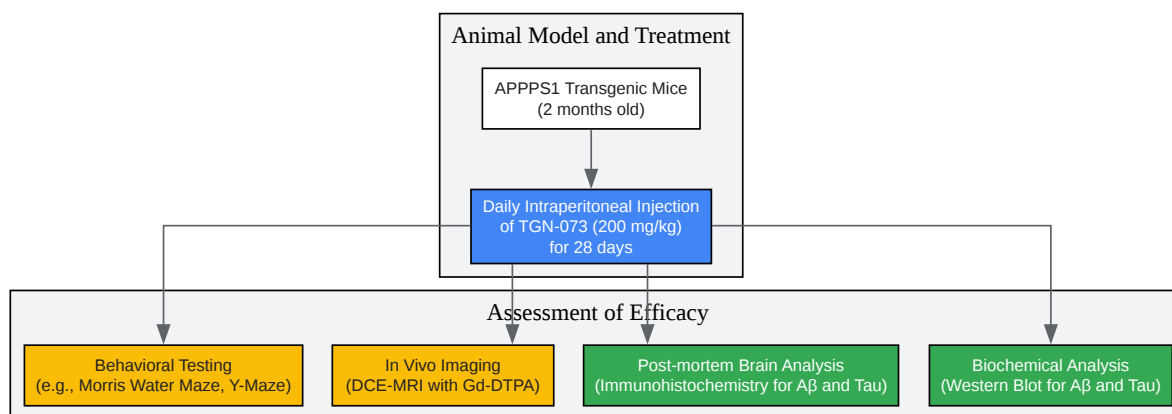 Animal Model and Treatment
APPPS1 Transgenic Mice
(2 months old)
Daily Intraperitoneal Injection
of TGN-073 (200 mg/kg)
for 28 days
Assessment of Efficacy
Behavioral Testing
(e.g., Morris Water Maze, Y-Maze)
In Vivo Imaging
(DCE-MRI with Gd-DTPA)
Post-mortem Brain Analysis
(Immunohistochemistry for Aβ and Tau)
Biochemical Analysis
(Western Blot for Aβ and Tau)